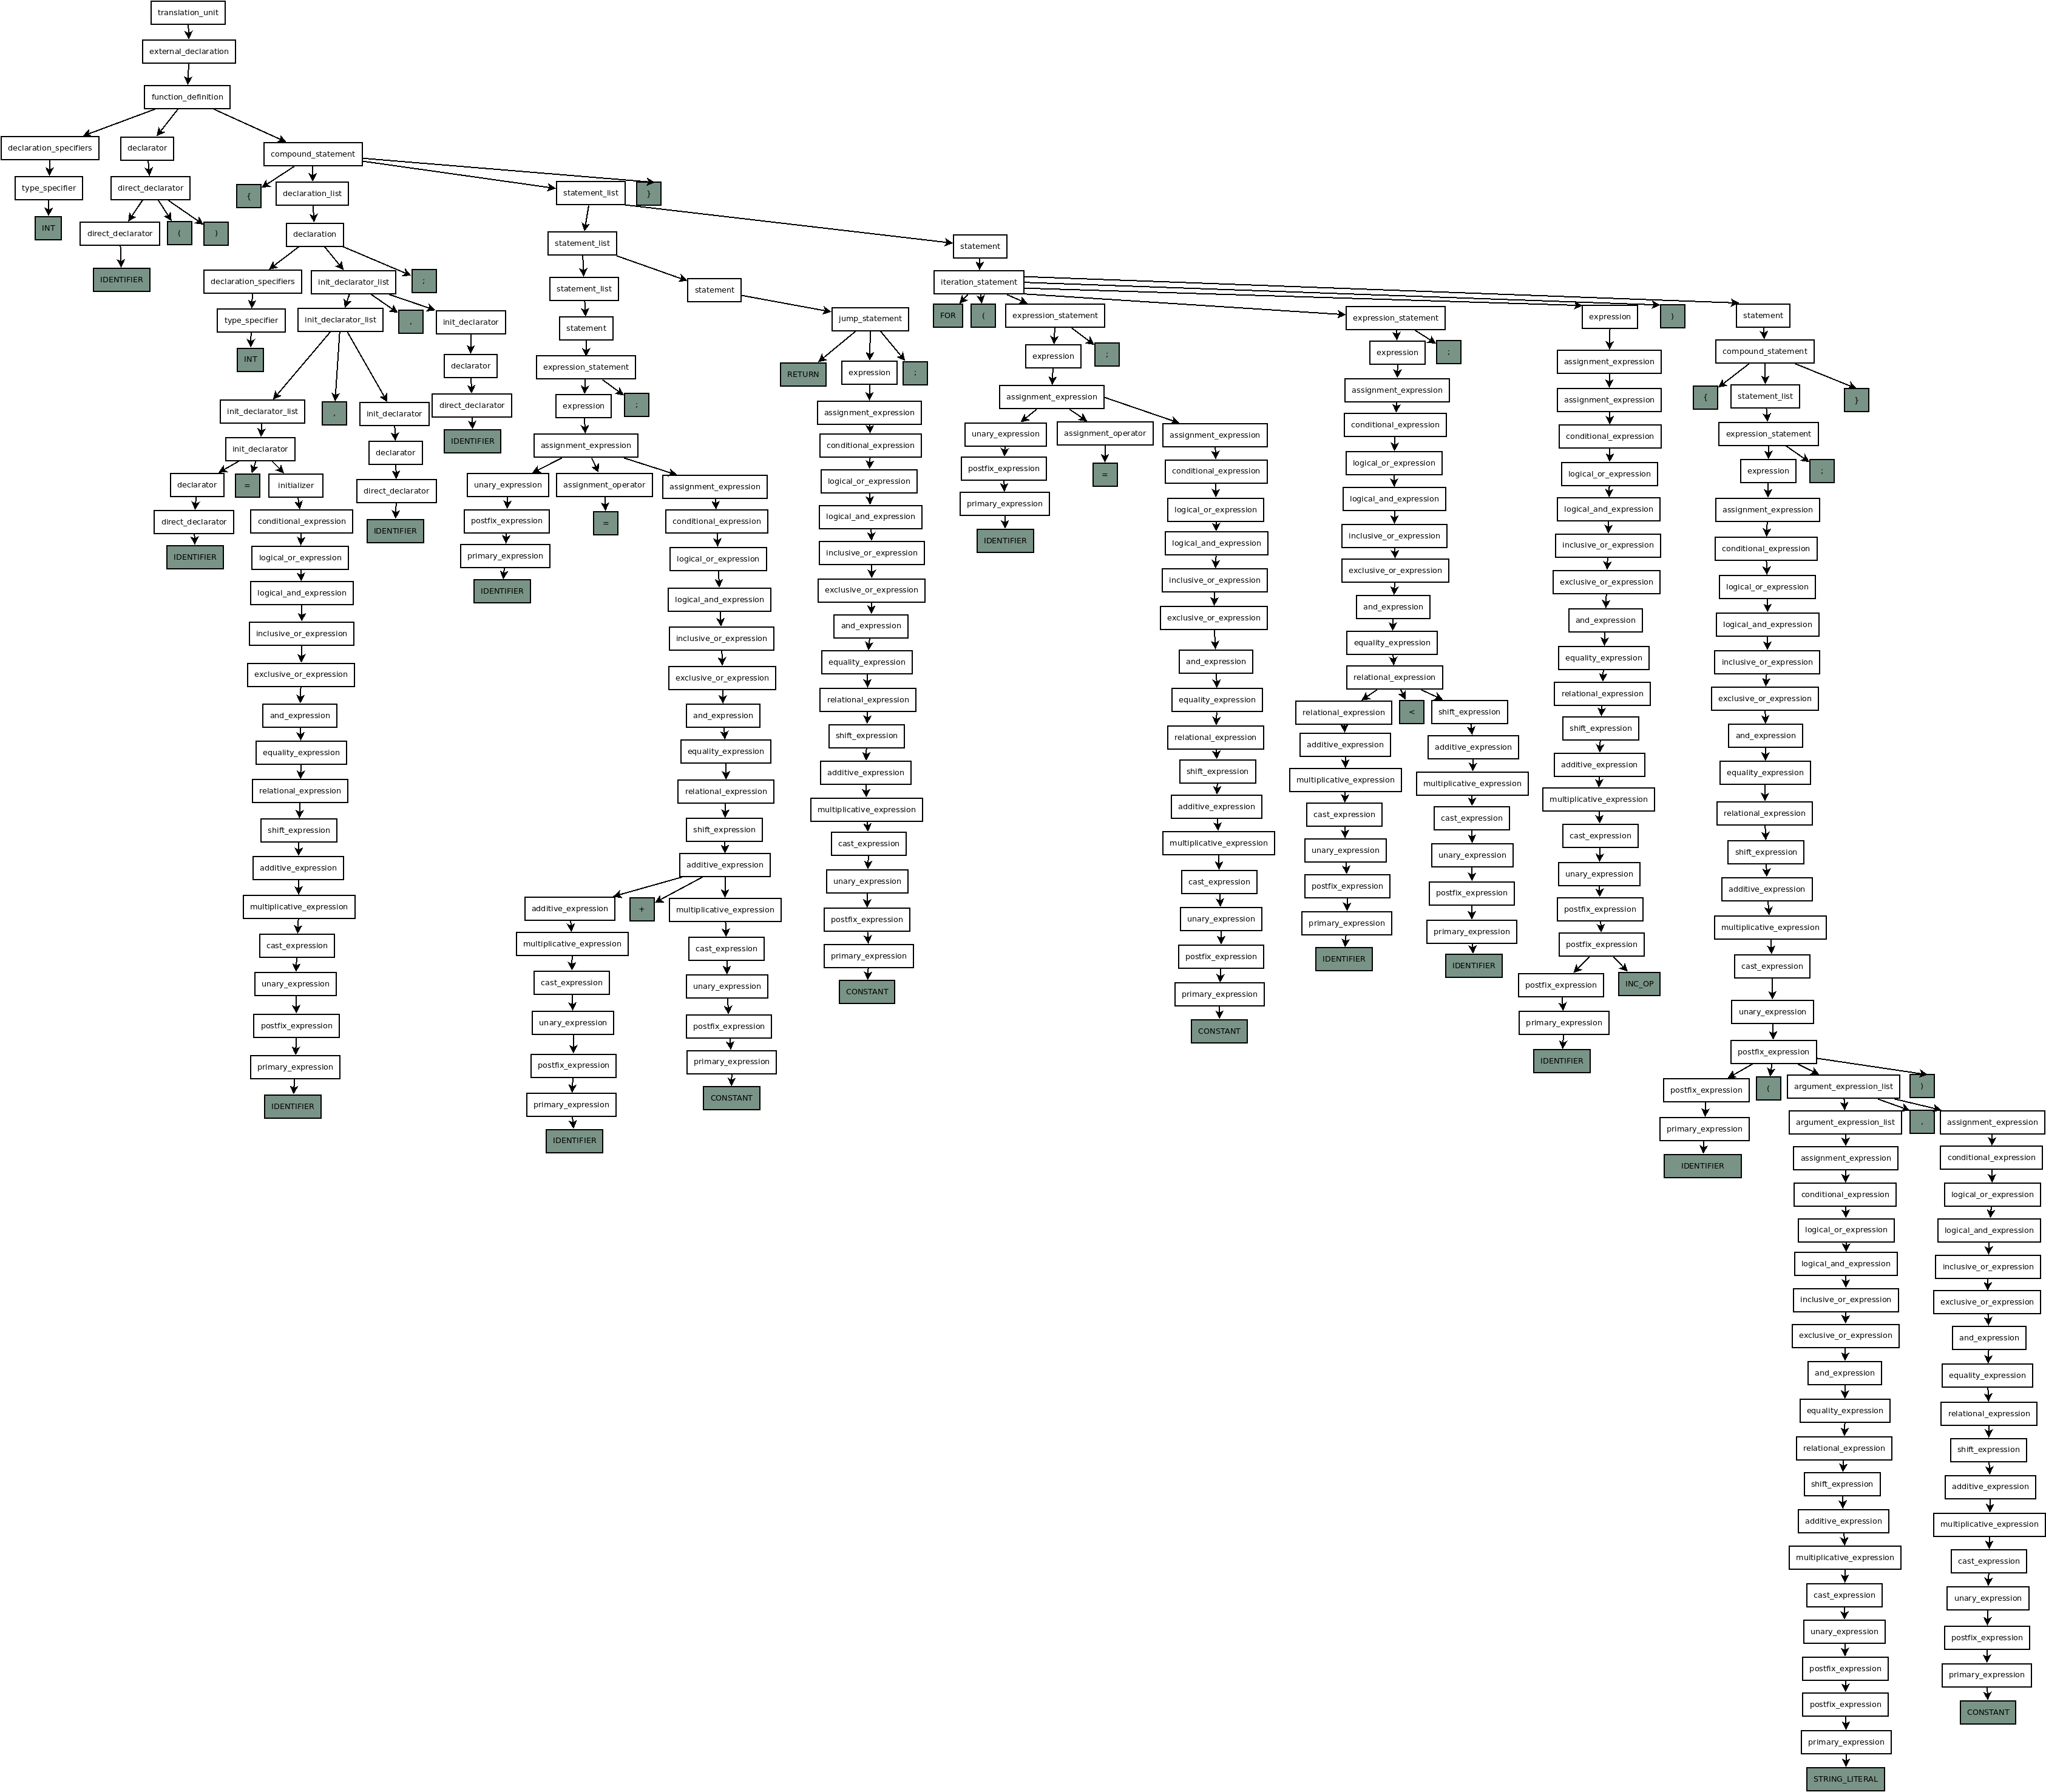 translation_unit
external_declaration
function_definition
declaration_specifiers
type_specifier
INT
declarator
direct_declarator
direct_declarator
IDENTIFIER
(
)
compound_statement
{
declaration_list
declaration
declaration_specifiers
type_specifier
INT
init_declarator_list
init_declarator_list
init_declarator_list
init_declarator
declarator
direct_declarator
IDENTIFIER
=
initializer
conditional_expression
logical_or_expression
logical_and_expression
inclusive_or_expression
exclusive_or_expression
and_expression
equality_expression
relational_expression
shift_expression
additive_expression
multiplicative_expression
cast_expression
unary_expression
postfix_expression
primary_expression
IDENTIFIER
,
init_declarator
declarator
direct_declarator
IDENTIFIER
,
init_declarator
declarator
direct_declarator
IDENTIFIER
;
statement_list
statement_list
statement_list
statement
expression_statement
expression
assignment_expression
unary_expression
postfix_expression
primary_expression
IDENTIFIER
assignment_operator
=
assignment_expression
conditional_expression
logical_or_expression
logical_and_expression
inclusive_or_expression
exclusive_or_expression
and_expression
equality_expression
relational_expression
shift_expression
additive_expression
additive_expression
multiplicative_expression
cast_expression
unary_expression
postfix_expression
primary_expression
IDENTIFIER
+
multiplicative_expression
cast_expression
unary_expression
postfix_expression
primary_expression
CONSTANT
;
statement
jump_statement
RETURN
expression
assignment_expression
conditional_expression
logical_or_expression
logical_and_expression
inclusive_or_expression
exclusive_or_expression
and_expression
equality_expression
relational_expression
shift_expression
additive_expression
multiplicative_expression
cast_expression
unary_expression
postfix_expression
primary_expression
CONSTANT
;
statement
iteration_statement
FOR
(
expression_statement
expression
assignment_expression
unary_expression
postfix_expression
primary_expression
IDENTIFIER
assignment_operator
=
assignment_expression
conditional_expression
logical_or_expression
logical_and_expression
inclusive_or_expression
exclusive_or_expression
and_expression
equality_expression
relational_expression
shift_expression
additive_expression
multiplicative_expression
cast_expression
unary_expression
postfix_expression
primary_expression
CONSTANT
;
expression_statement
expression
assignment_expression
conditional_expression
logical_or_expression
logical_and_expression
inclusive_or_expression
exclusive_or_expression
and_expression
equality_expression
relational_expression
relational_expression
additive_expression
multiplicative_expression
cast_expression
unary_expression
postfix_expression
primary_expression
IDENTIFIER
<
shift_expression
additive_expression
multiplicative_expression
cast_expression
unary_expression
postfix_expression
primary_expression
IDENTIFIER
;
expression
assignment_expression
assignment_expression
conditional_expression
logical_or_expression
logical_and_expression
inclusive_or_expression
exclusive_or_expression
and_expression
equality_expression
relational_expression
shift_expression
additive_expression
multiplicative_expression
cast_expression
unary_expression
postfix_expression
postfix_expression
postfix_expression
primary_expression
IDENTIFIER
INC_OP
)
statement
compound_statement
{
statement_list
expression_statement
expression
assignment_expression
conditional_expression
logical_or_expression
logical_and_expression
inclusive_or_expression
exclusive_or_expression
and_expression
equality_expression
relational_expression
shift_expression
additive_expression
multiplicative_expression
cast_expression
unary_expression
postfix_expression
postfix_expression
primary_expression
IDENTIFIER
(
argument_expression_list
argument_expression_list
assignment_expression
conditional_expression
logical_or_expression
logical_and_expression
inclusive_or_expression
exclusive_or_expression
and_expression
equality_expression
relational_expression
shift_expression
additive_expression
multiplicative_expression
cast_expression
unary_expression
postfix_expression
postfix_expression
primary_expression
STRING_LITERAL
,
assignment_expression
conditional_expression
logical_or_expression
logical_and_expression
inclusive_or_expression
exclusive_or_expression
and_expression
equality_expression
relational_expression
shift_expression
additive_expression
multiplicative_expression
cast_expression
unary_expression
postfix_expression
primary_expression
CONSTANT
)
;
}
}